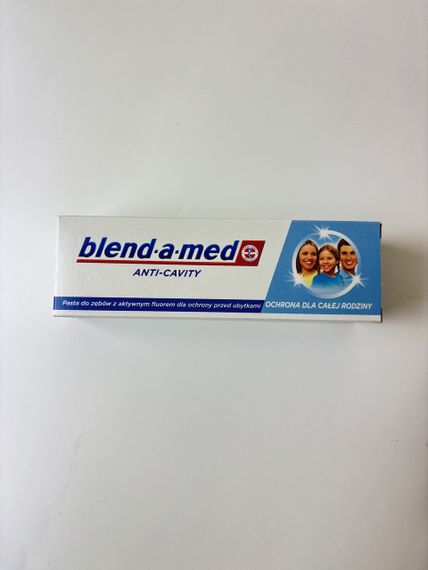 blend-a-med
ANTI-CAVITY
Pasta do zębów z aktywnym fluorem dla ochrony przed ubytkami
OCHRONA DLA CAŁEJ RODZINY